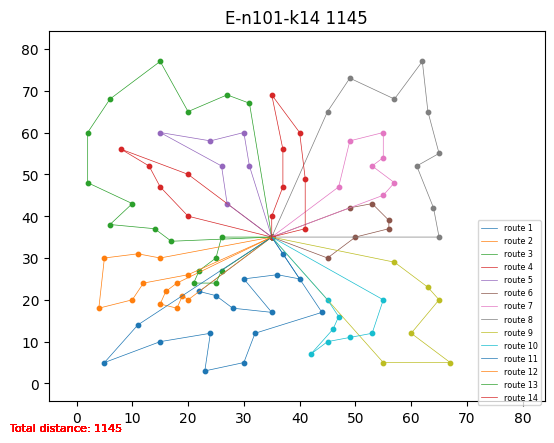 E-n101-k14 1145
80
70
60
50
40
30
20
10
0
0 10 20 30 40 50 60 70 80
route 1
route 2
route 3
route 4
route 5
route 6
route 7
route 8
route 9
route 10
route 11
route 12
route 13
route 14
Total distance: 1145